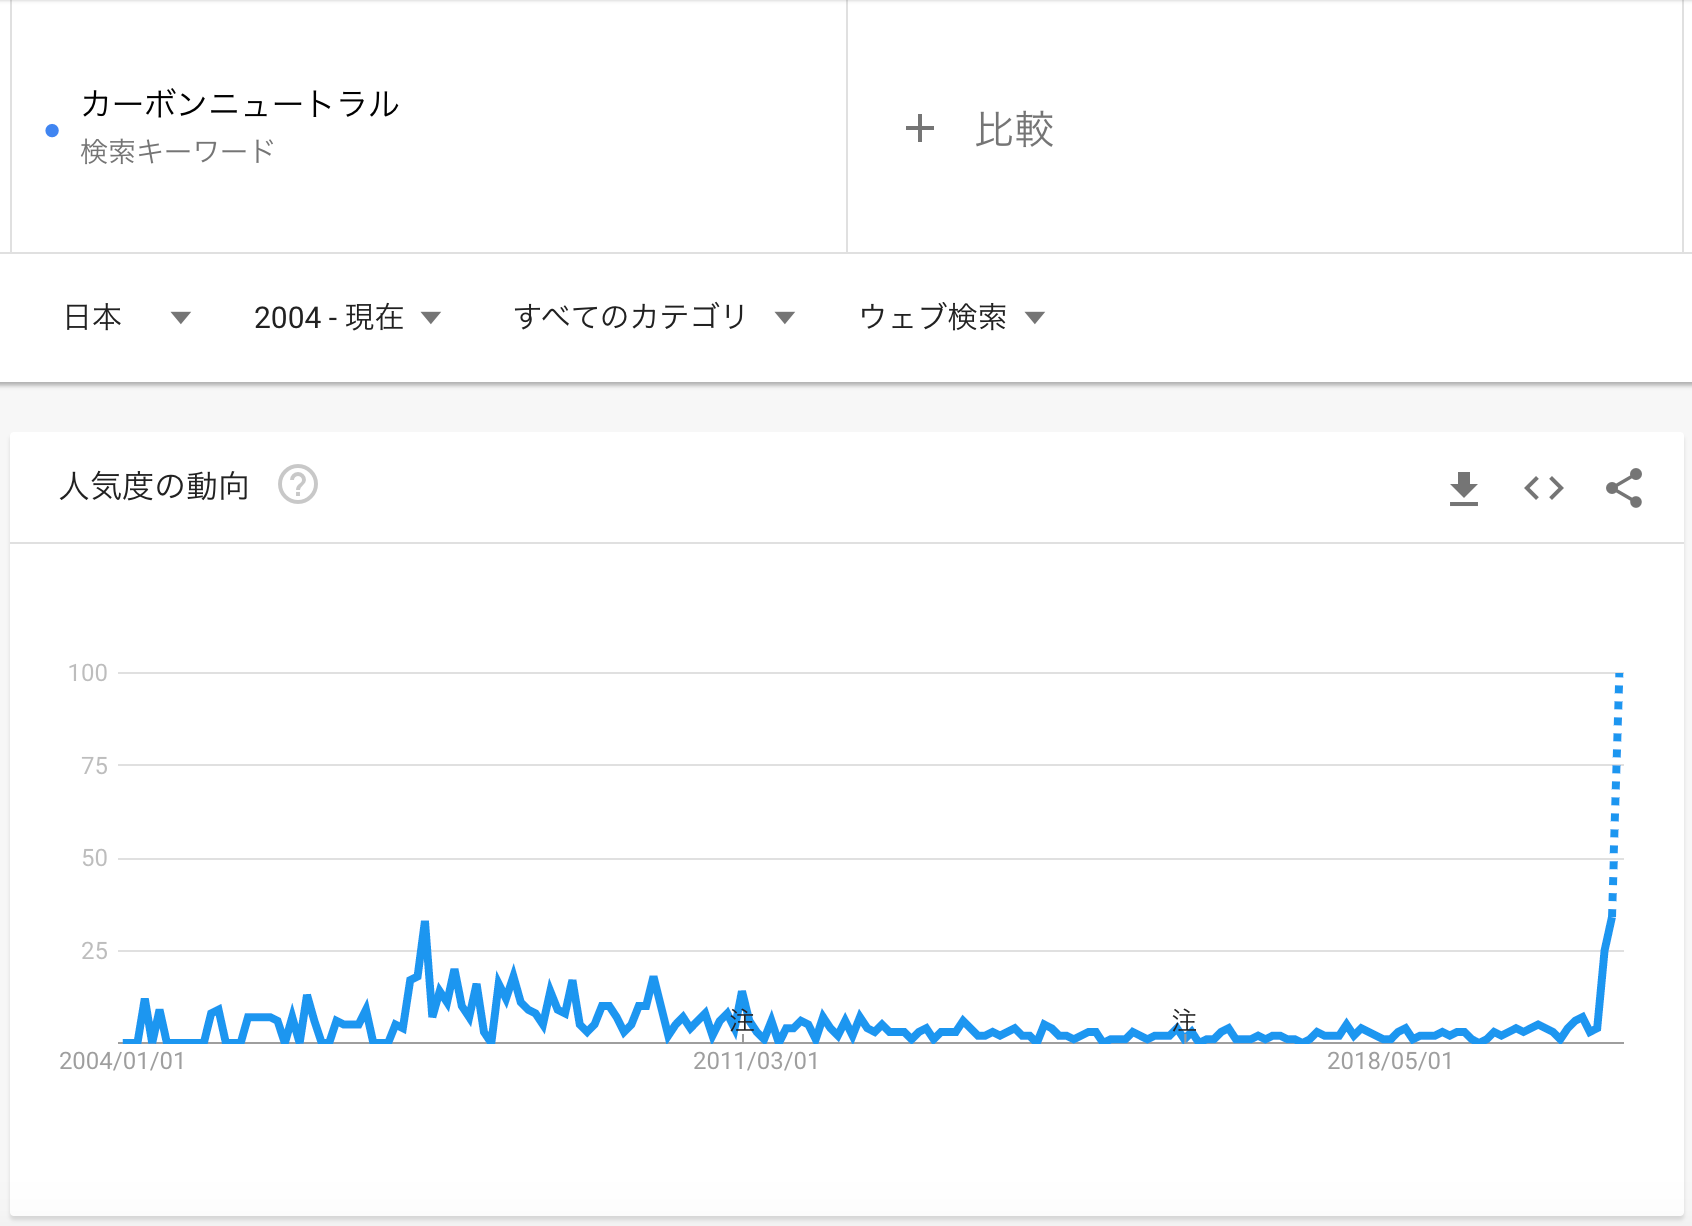 カーボンニュートラル
検索キーワード
+ 比較
日本 2004 - 現在 すべてのカテゴリ ウェブ検索
人気度の動向 ?
100
75
50
25
注 注
2004/01/01 2011/03/01 2018/05/01